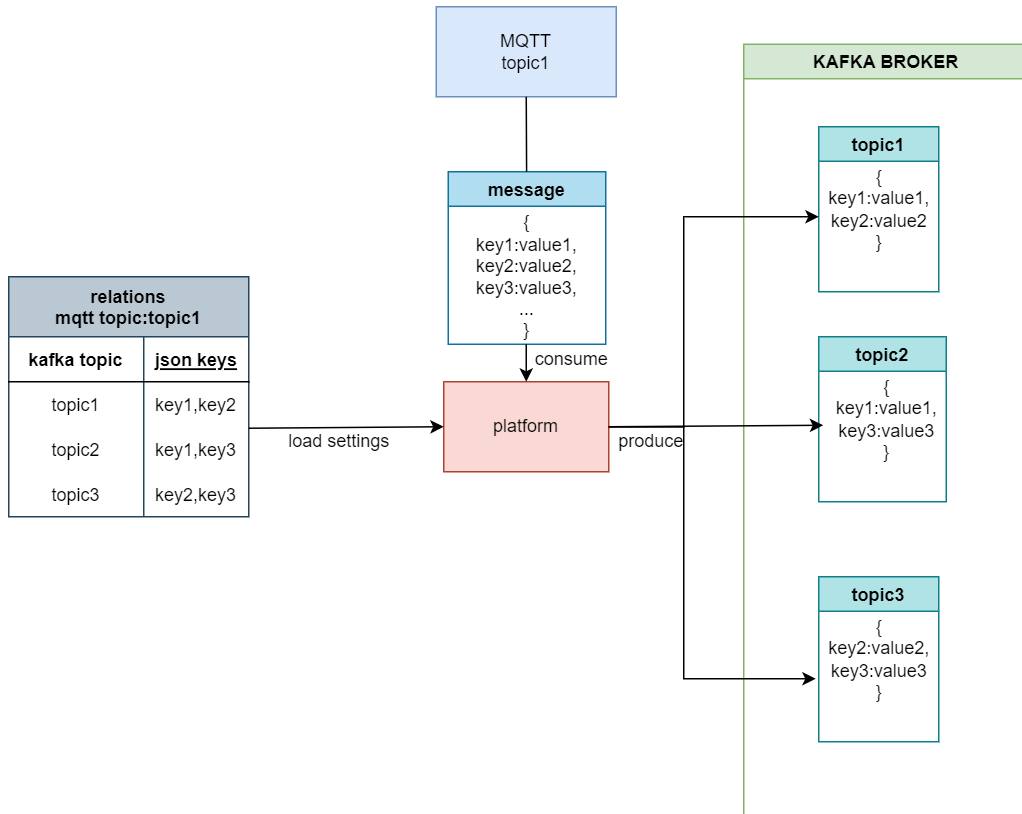 MQTT
topic1
KAFKA BROKER
message
{
key1:value1,
key2:value2,
key3:value3,
...
}
consume
relations
mqtt topic:topic1
kafka topic
json keys
topic1
key1,key2
topic2
key1,key3
topic3
key2,key3
load settings
platform
produce
topic1
{
key1:value1,
key2:value2
}
topic2
{
key1:value1,
key3:value3
}
topic3
{
key2:value2,
key3:value3
}